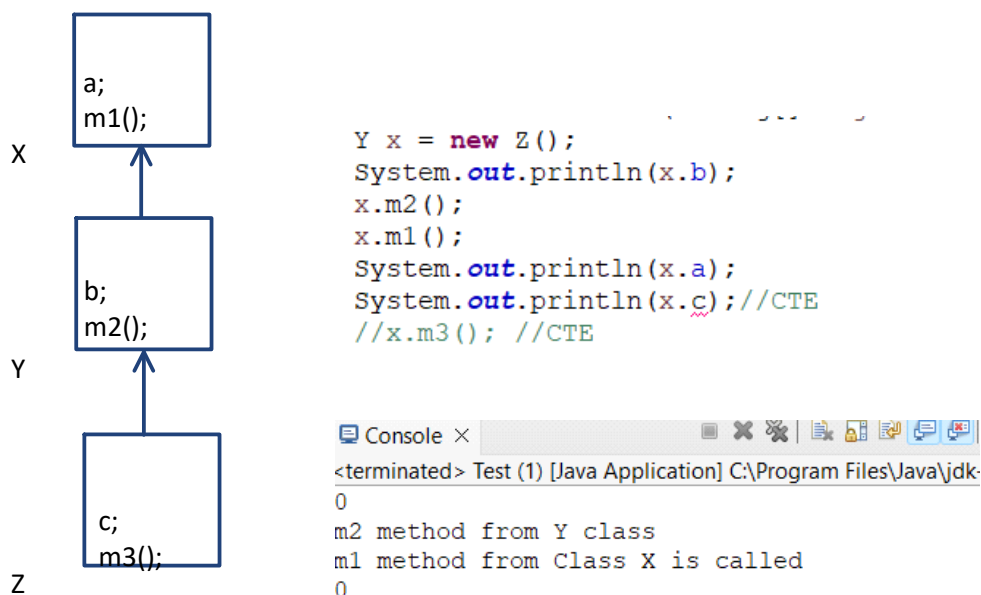 a;
m1();
X
b;
m2();
Y
c;
m3();
Z
Y x = new Z();
System.out.println(x.b);
x.m2();
x.m1();
System.out.println(x.a);
System.out.println(x.c);//CTE
//x.m3(); //CTE
Console
<terminated> Test (1) [Java Application] C:\Program Files\Java\jdk-
0
m2 method from Y class
m1 method from Class X is called
0